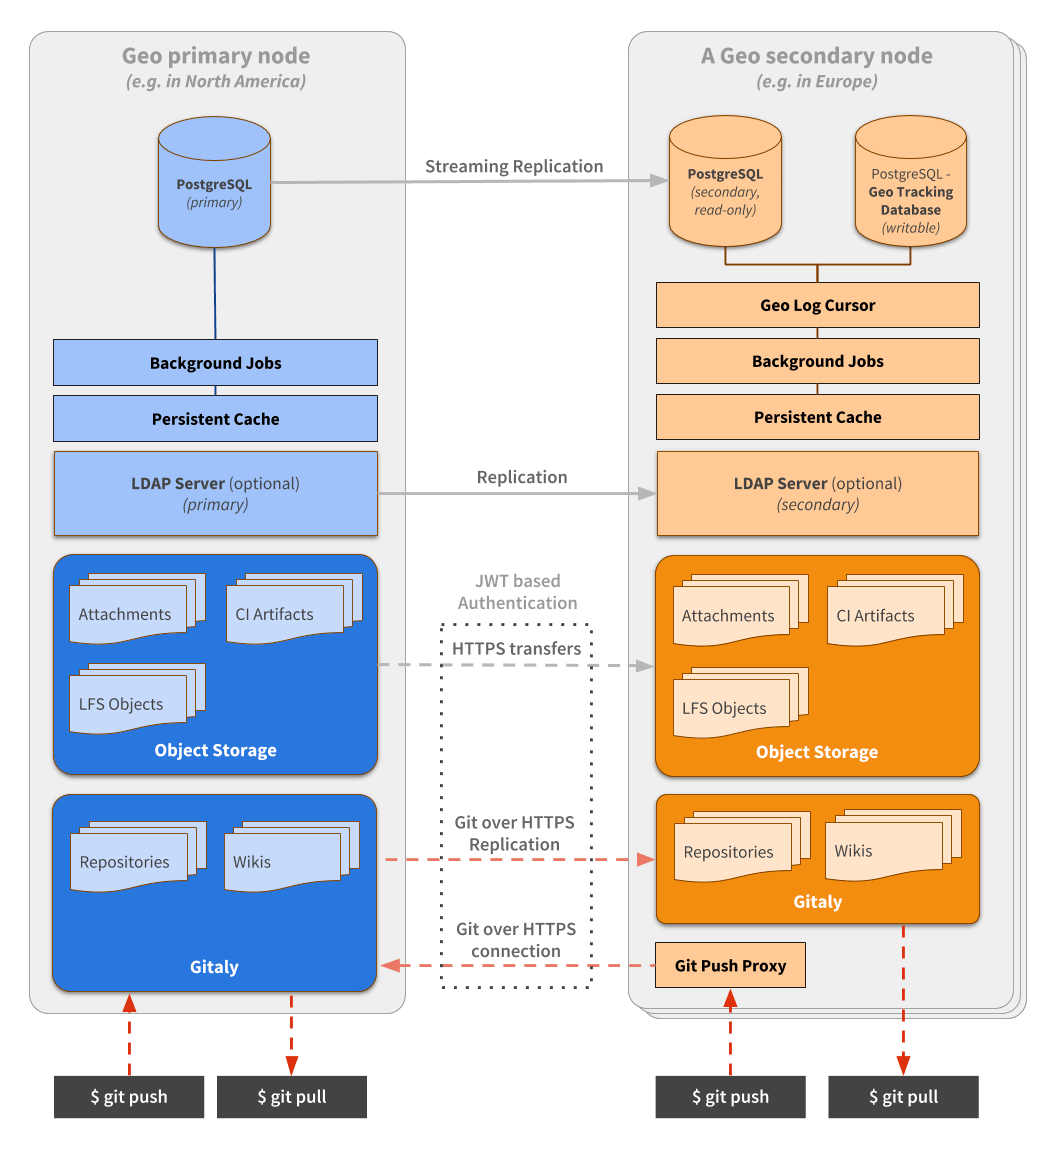 Geo primary node
(e.g. in North America)
PostgreSQL
(primary)
Background Jobs
Persistent Cache
LDAP Server (optional)
(primary)
Attachments
CI Artifacts
LFS Objects
Object Storage
Repositories
Wikis
Gitaly
$ git push
$ git pull
Streaming Replication
Replication
JWT based
Authentication
HTTPS transfers
Git over HTTPS
Replication
Git over HTTPS
connection
A Geo secondary node
(e.g. in Europe)
PostgreSQL
(secondary,
read-only)
PostgreSQL -
Geo Tracking
Database
(writable)
Geo Log Cursor
Background Jobs
Persistent Cache
LDAP Server (optional)
(secondary)
Attachments
CI Artifacts
LFS Objects
Object Storage
Repositories
Wikis
Gitaly
Git Push Proxy
$ git push
$ git pull